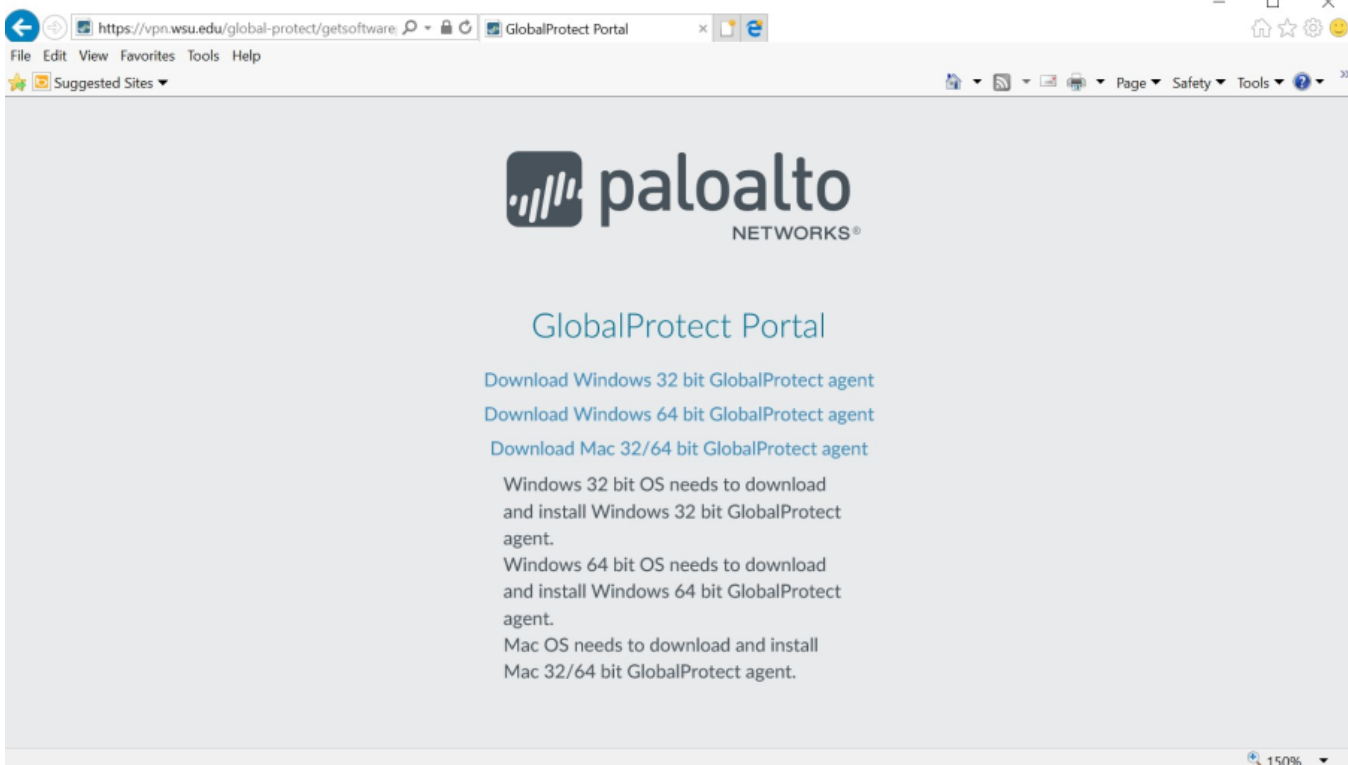 https://vpn.wsu.edu/global-protect/getsoftware
GlobalProtect Portal
File Edit View Favorites Tools Help
Suggested Sites
Page Safety Tools
paloalto
NETWORKS®
GlobalProtect Portal
Download Windows 32 bit GlobalProtect agent
Download Windows 64 bit GlobalProtect agent
Download Mac 32/64 bit GlobalProtect agent
Windows 32 bit OS needs to download
and install Windows 32 bit GlobalProtect
agent.
Windows 64 bit OS needs to download
and install Windows 64 bit GlobalProtect
agent.
Mac OS needs to download and install
Mac 32/64 bit GlobalProtect agent.
150%